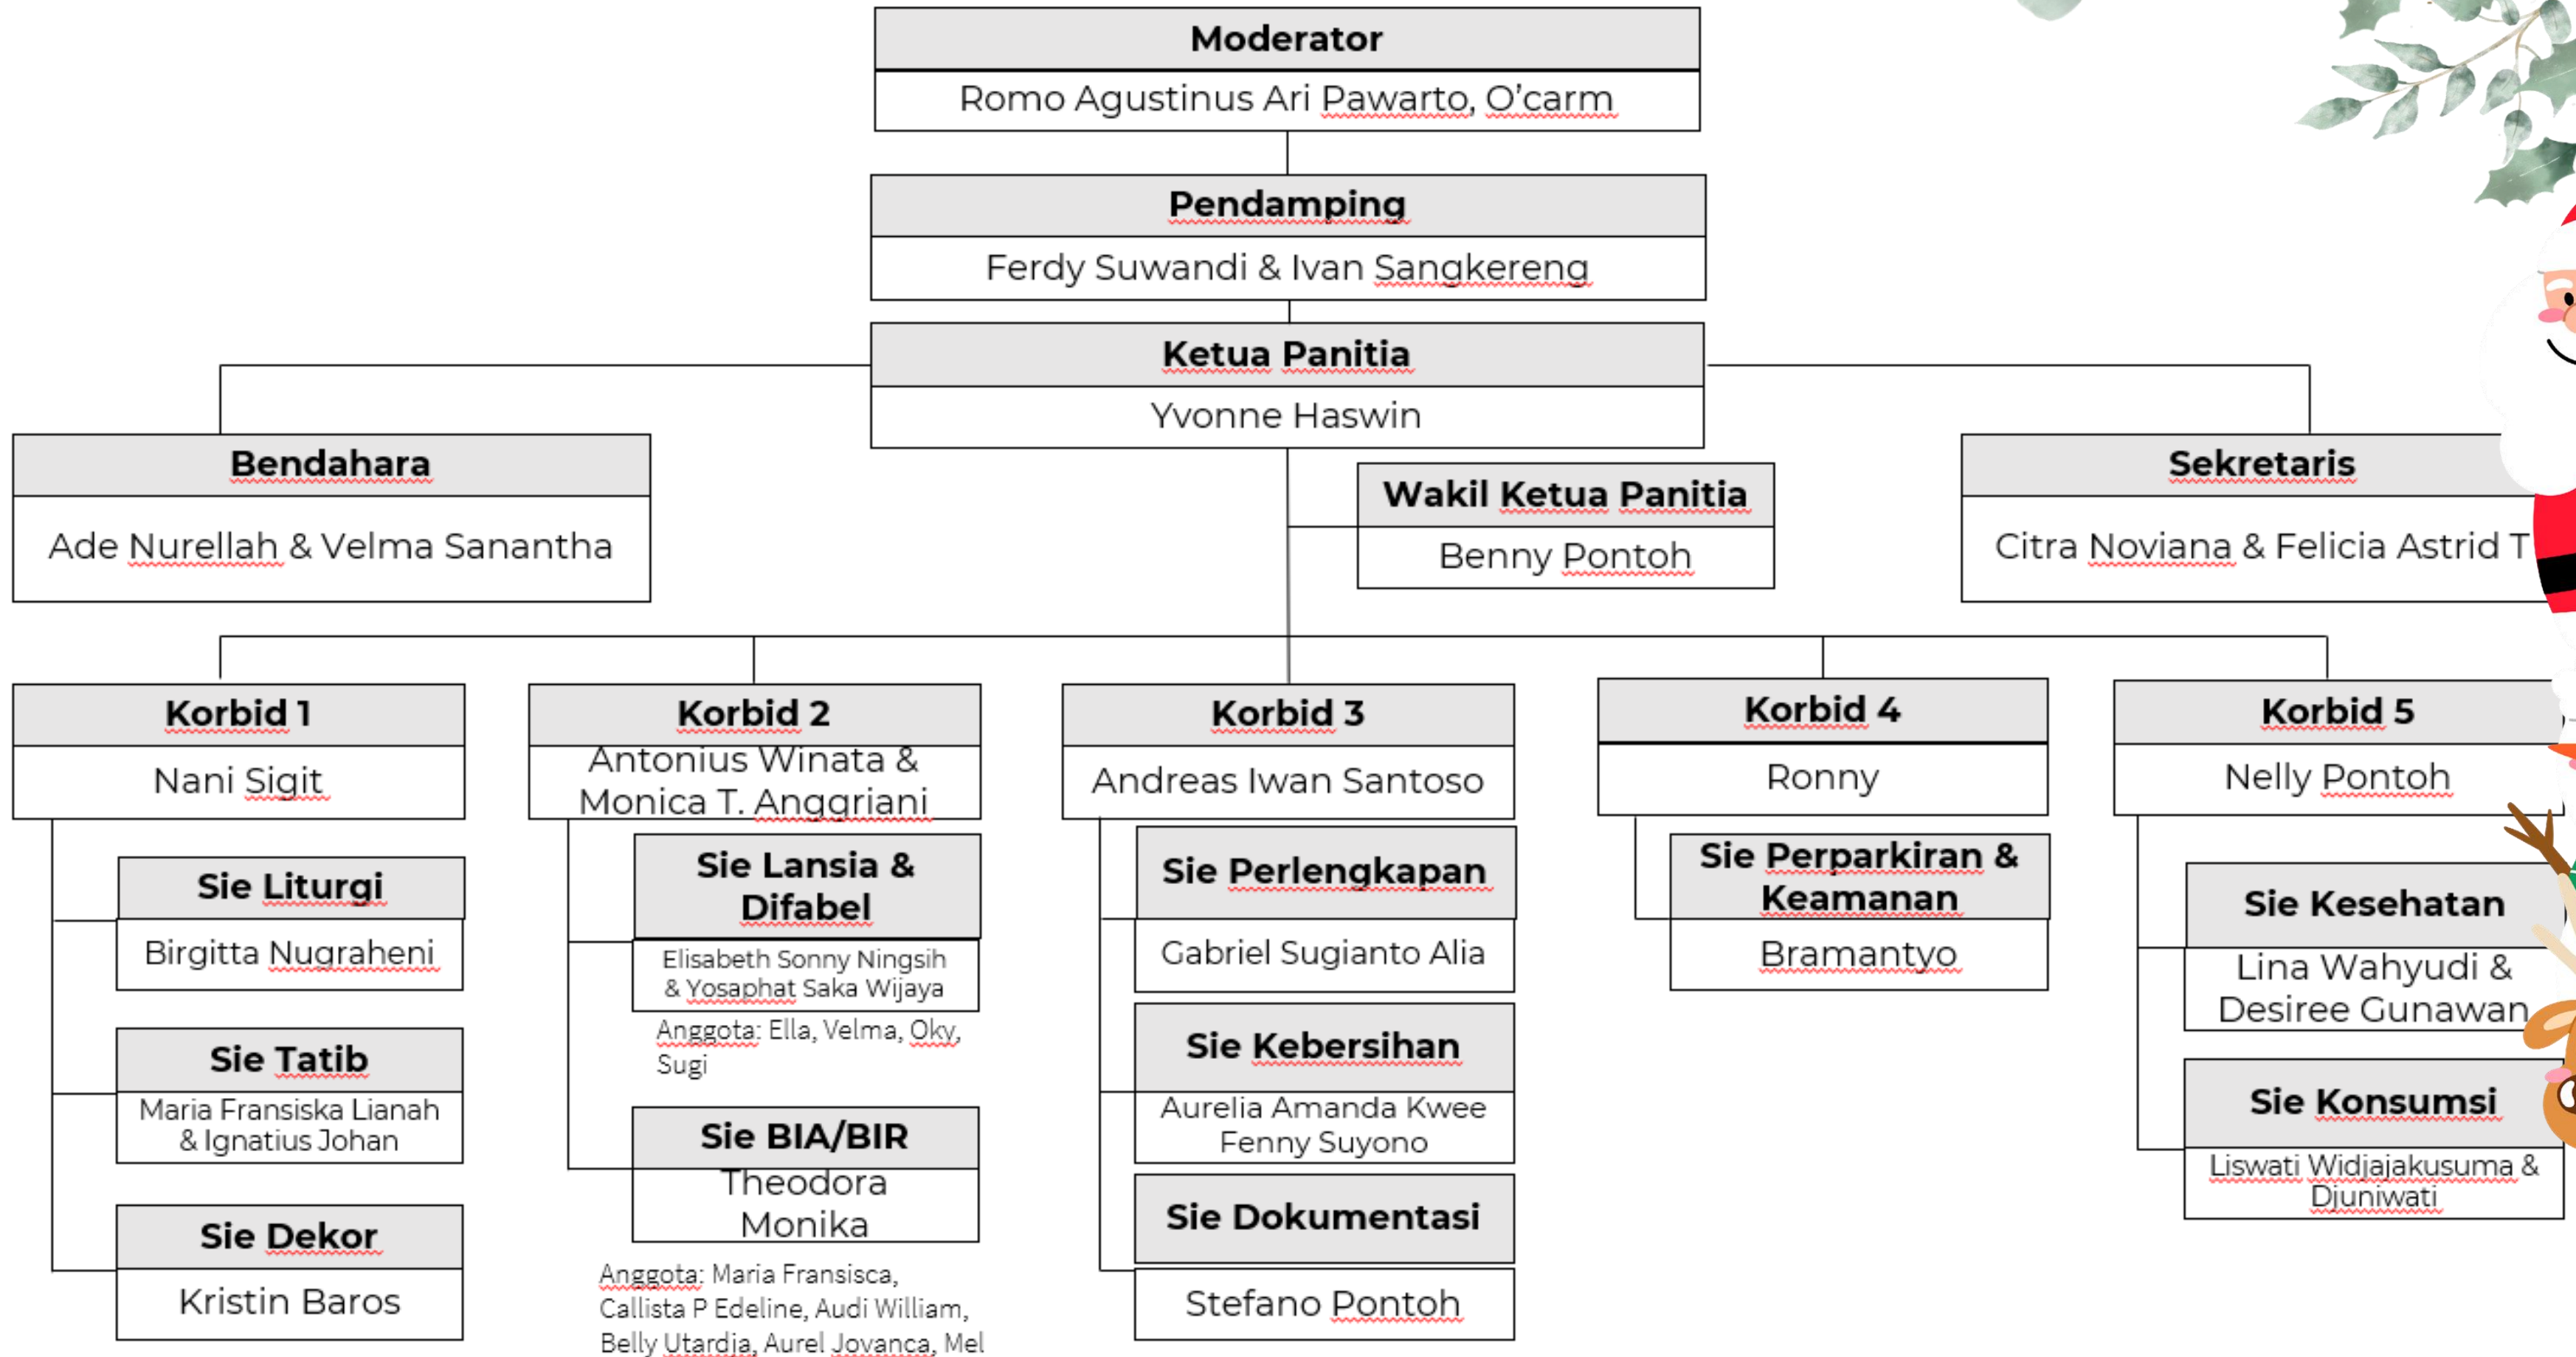 Moderator
Romo Agustinus Ari Pawarto, O’carm
Pendamping
Ferdy Suwandi & Ivan Sangkereng
Ketua Panitia
Yvonne Haswin
Bendahara
Ade Nurellah & Velma Sanantha
Wakil Ketua Panitia
Benny Pontoh
Sekretaris
Citra Noviana & Felicia Astrid T
Korbid 1
Nani Sigit
Sie Liturgi
Birgitta Nugraheni
Sie Tatib
Maria Fransiska Lianah
& Ignatius Johan
Sie Dekor
Kristin Baros
Korbid 2
Antonius Winata &
Monica T. Anggriani
Sie Lansia &
Difabel
Elisabeth Sonny Ningsih
& Yosaphat Saka Wijaya
Anggota: Ella, Velma, Oky,
Sugi
Sie BIA/BIR
Theodora
Monika
Anggota: Maria Fransisca,
Callista P Edeline, Audi William,
Belly Utardja, Aurel Jovanca, Mel
Korbid 3
Andreas Iwan Santoso
Sie Perlengkapan
Gabriel Sugianto Alia
Sie Kebersihan
Aurelia Amanda Kwee
Fenny Suyono
Sie Dokumentasi
Stefano Pontoh
Korbid 4
Ronny
Sie Perparkiran &
Keamanan
Bramantyo
Korbid 5
Nelly Pontoh
Sie Kesehatan
Lina Wahyudi &
Desiree Gunawan
Sie Konsumsi
Liswati Widjajakusuma &
Djuniwati